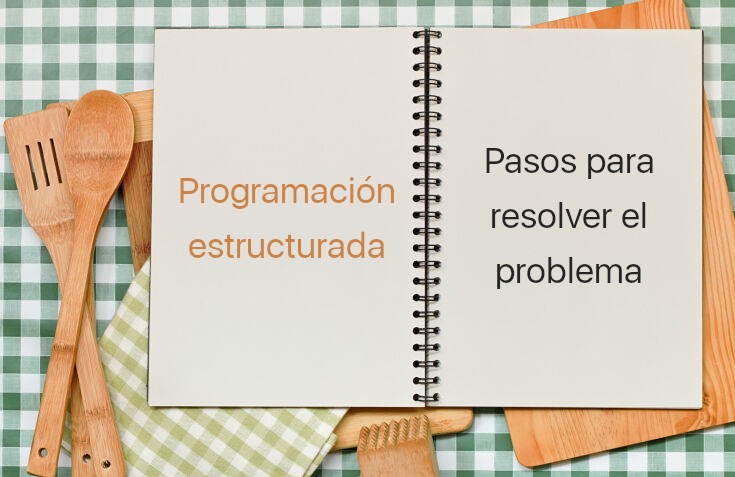 Programación
estructurada
Pasos para
resolver el
problema